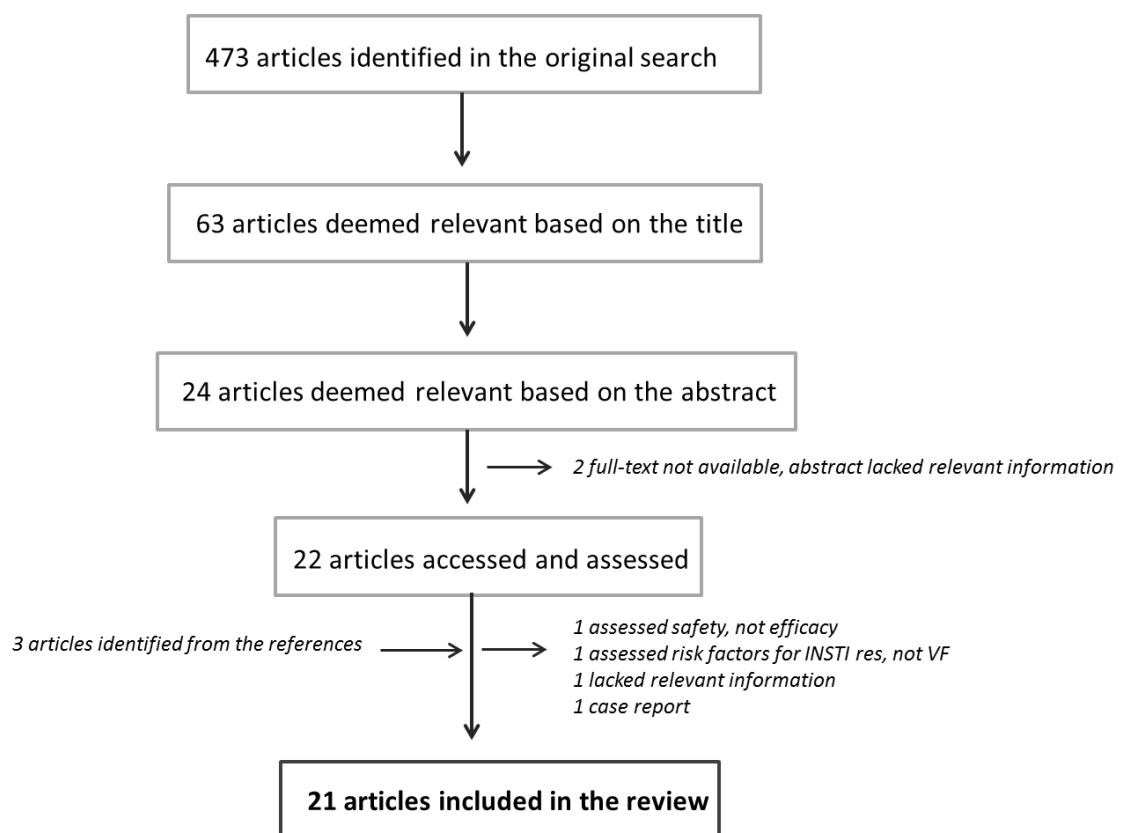 473 articles identified in the original search
63 articles deemed relevant based on the title
24 articles deemed relevant based on the abstract
2 full-text not available, abstract lacked relevant information
22 articles accessed and assessed
3 articles identified from the references
1 assessed safety, not efficacy
1 assessed risk factors for INSTI res, not VF
1 lacked relevant information
1 case report
21 articles included in the review